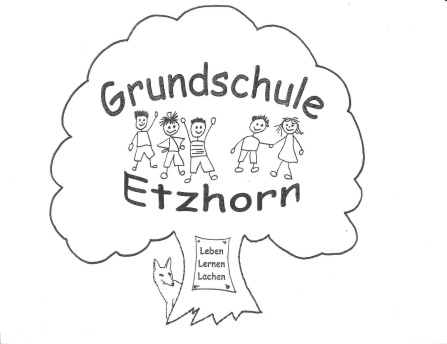 Grundschule
Etzhorn
Leben
Lernen
Lachen